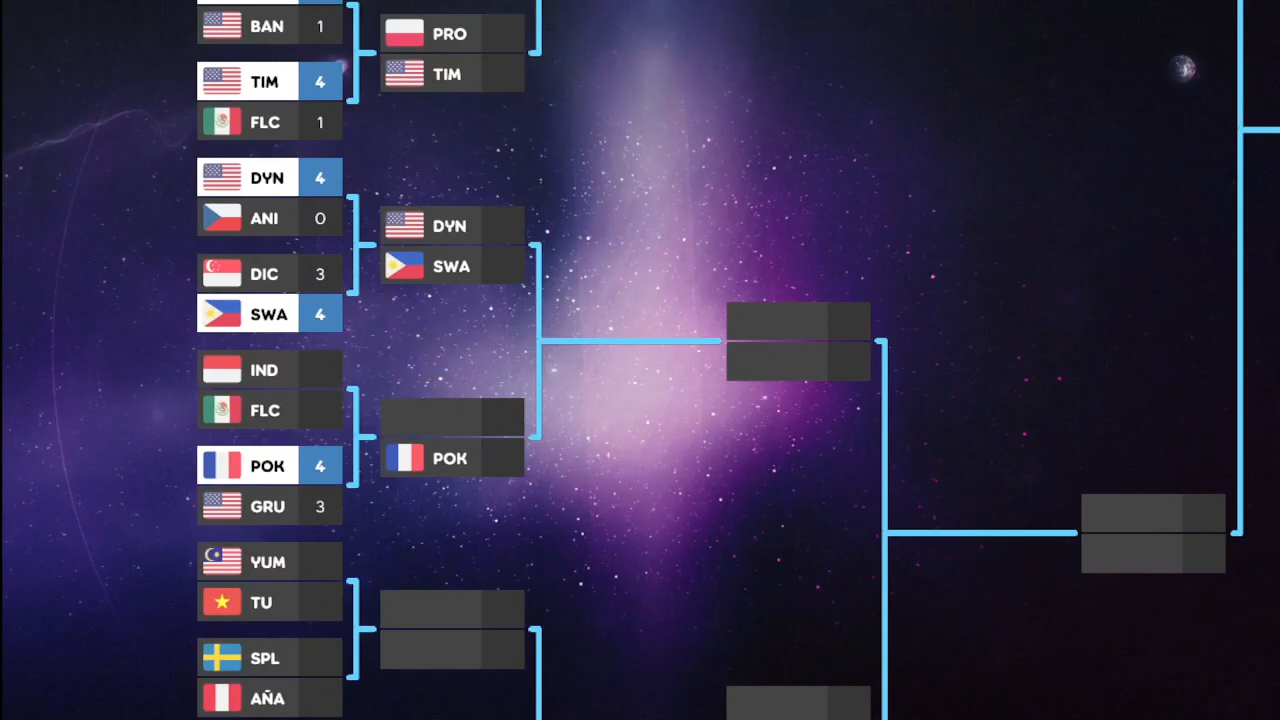 BAN 1
TIM 4
FLC 1
DYN 4
ANI 0
DIC 3
SWA 4
IND
FLC
POK 4
GRU 3
YUM
TU
SPL
AÑA
PRO
TIM
DYN
SWA
POK